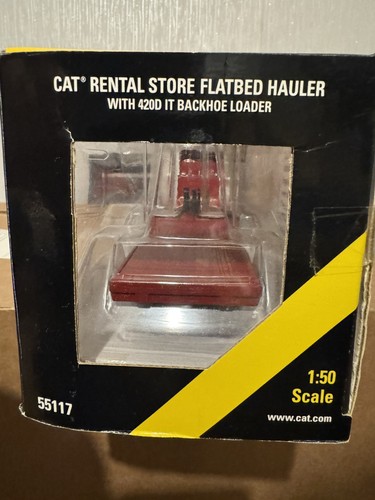 CAT® RENTAL STORE FLATBED HAULER
WITH 420D IT BACKHOE LOADER
1:50
Scale
55117
www.cat.com